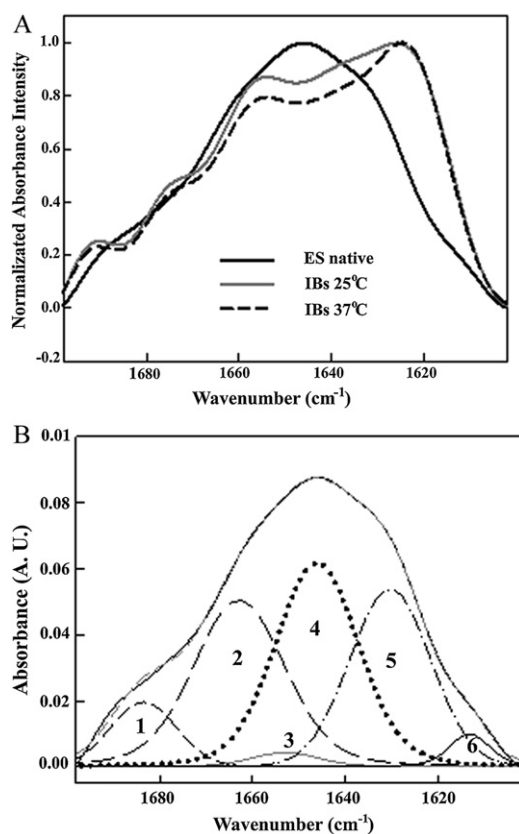 A
Normalizated Absorbance Intensity
1.0
0.8
0.6
0.4
0.2
0.0
-0.2
ES native
IBs 25°C
IBs 37°C
1680 1660 1640 1620
Wavenumber (cm⁻¹)
B
Absorbance (A. U.)
0.01
0.08
0.06
0.04
0.02
0.00
1
2
3
4
5
6
1680 1660 1640 1620
Wavenumber (cm⁻¹)